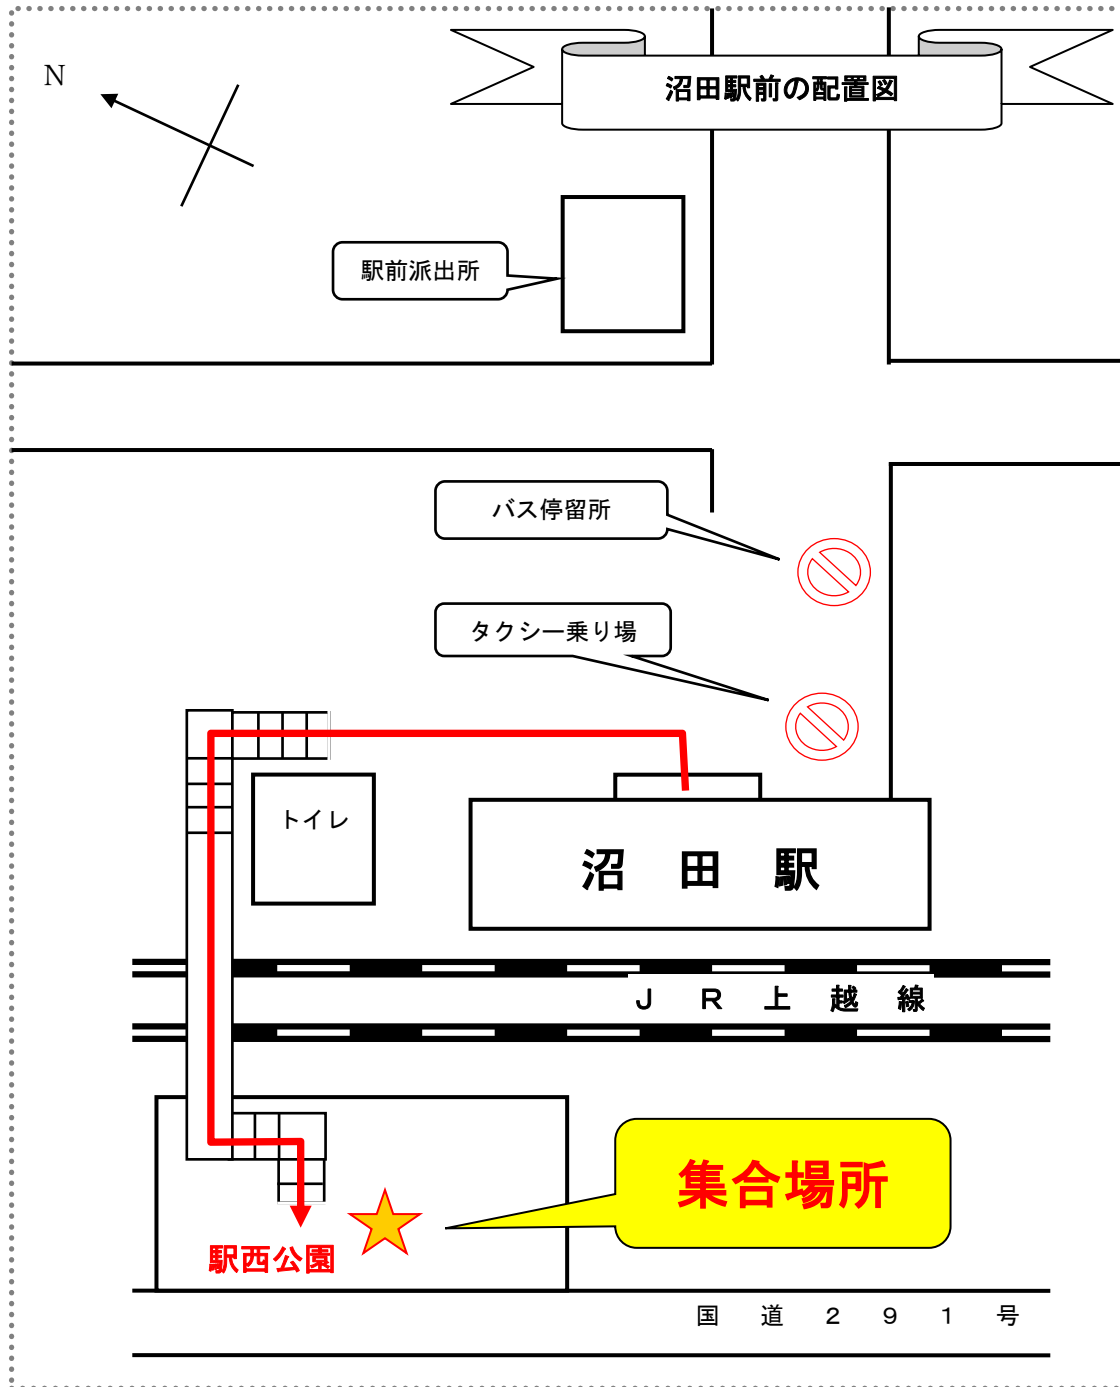 沼田駅前の配置図
N
駅前派出所
バス停留所
タクシー乗り場
トイレ
沼田駅
JR上越線
集合場所
駅西公園
国道291号